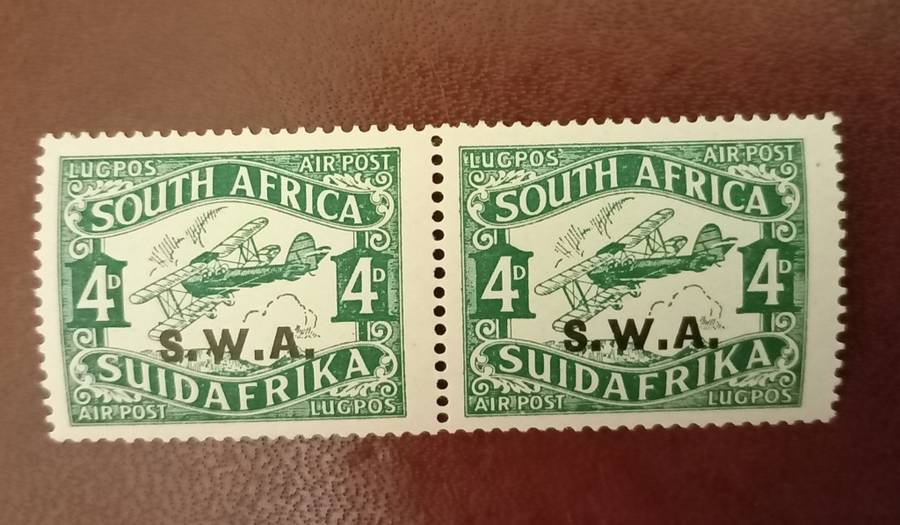 LUGPOS AIR POST
SOUTH AFRICA
4D 4D
S.W.A.
SUIDAFRIKA
AIR POST LUGPOS
LUGPOS AIR POST
SOUTH AFRICA
4D 4D
S.W.A.
SUIDAFRIKA
AIR POST LUGPOS